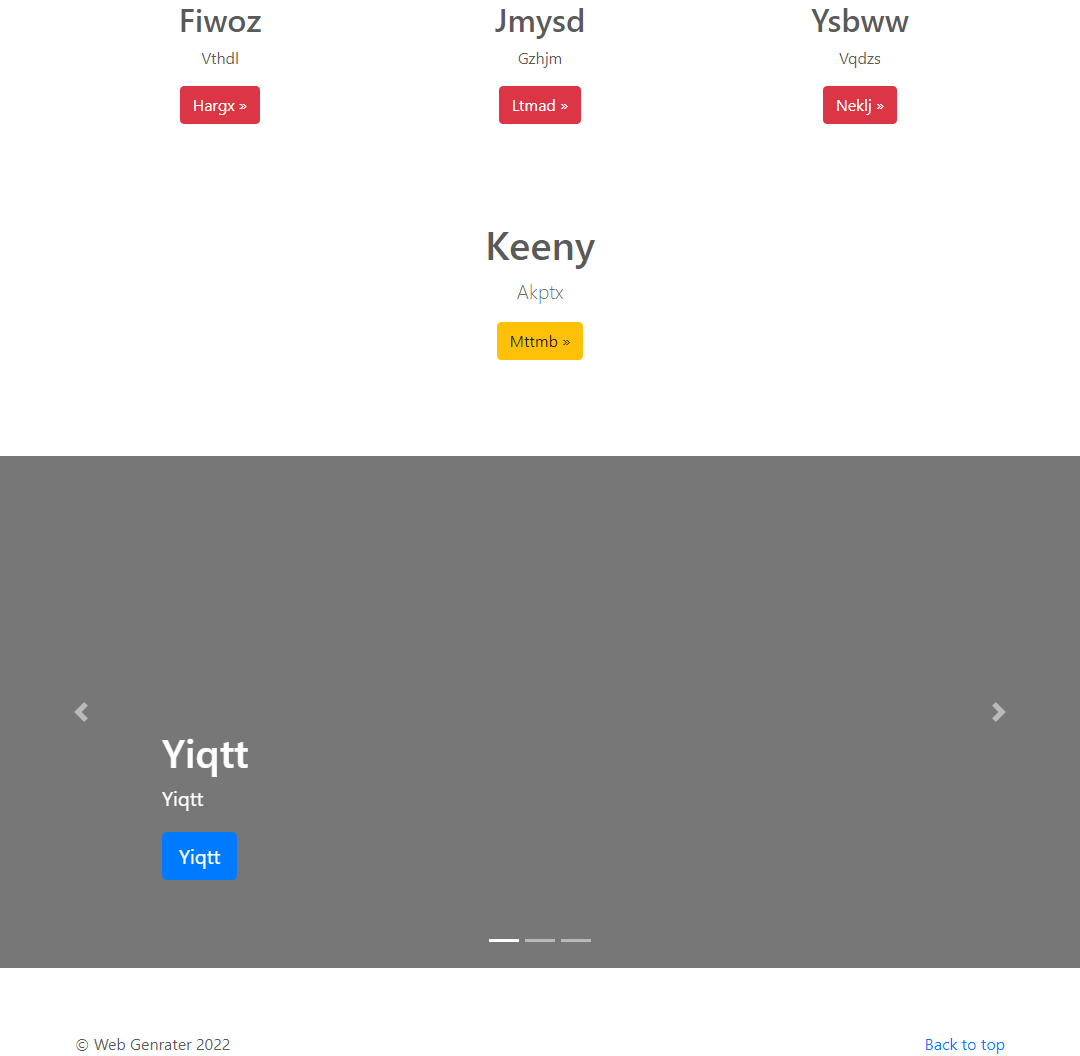 Fiwoz
Vthdl
Hargx »
Jmysd
Gzhjm
Ltmad »
Ysbww
Vqdzs
Neklj »
Keeny
Akptx
Mttmb »
Yiqtt
Yiqtt
Yiqtt
© Web Genrater 2022
Back to top